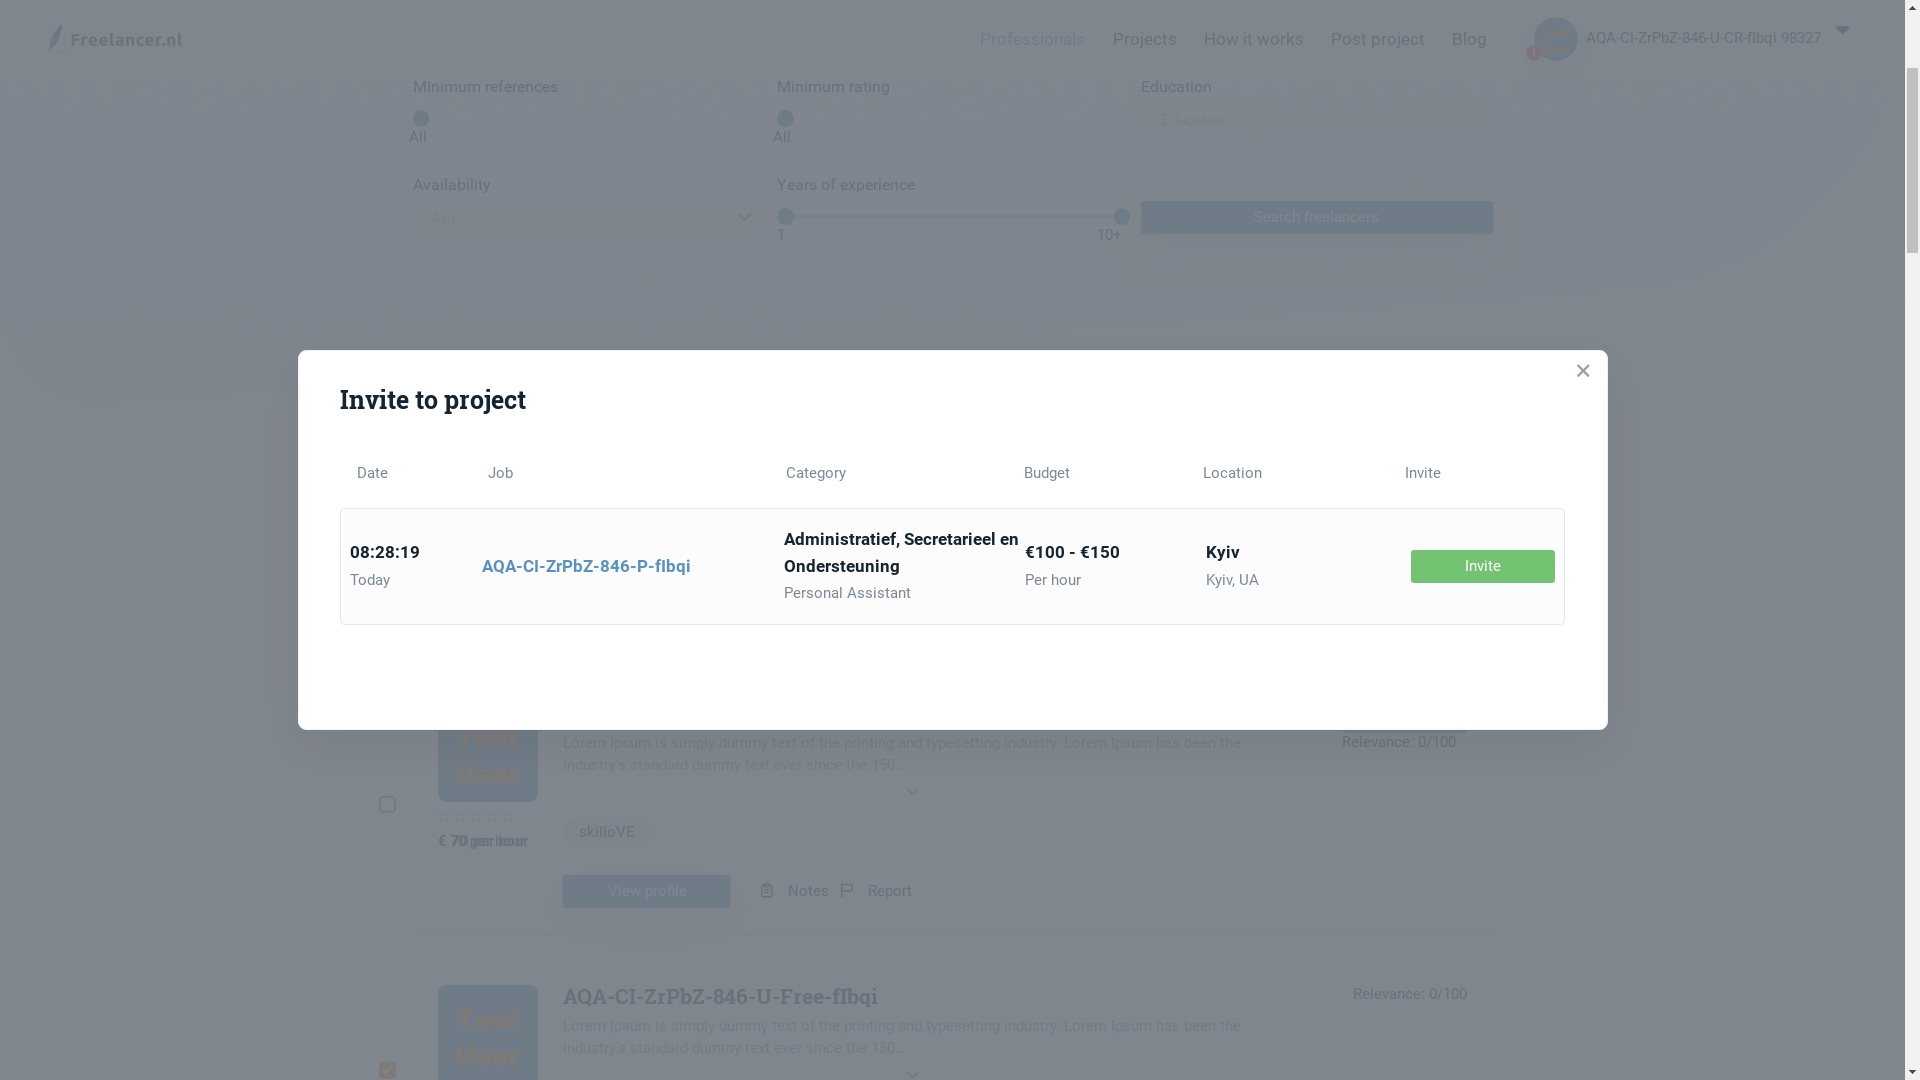 Freelancer.nl
Professionals
Projects
How it works
Post project
Blog
AQA-CI-ZrPbZ-846-U-CR-fIbqi 98327
Minimum references
Minimum rating
Education
All
All
Education
Availability
Years of experience
Any
1
10+
Search freelancers
Invite to project
Date
Job
Category
Budget
Location
Invite
08:28:19
Today
AQA-CI-ZrPbZ-846-P-fIbqi
Administratief, Secretarieel en
Ondersteuning
Personal Assistant
€100 - €150
Per hour
Kyiv
Kyiv, UA
Invite
Test
User
Lorem Ipsum is simply dummy text of the printing and typesetting industry. Lorem Ipsum has been the
industry's standard dummy text ever since the 150...
Relevance: 0/100
€ 70 per hour
skilloVE
View profile
Notes
Report
Test
User
AQA-CI-ZrPbZ-846-U-Free-fIbqi
Relevance: 0/100
Lorem Ipsum is simply dummy text of the printing and typesetting industry. Lorem Ipsum has been the
industry's standard dummy text ever since the 150...